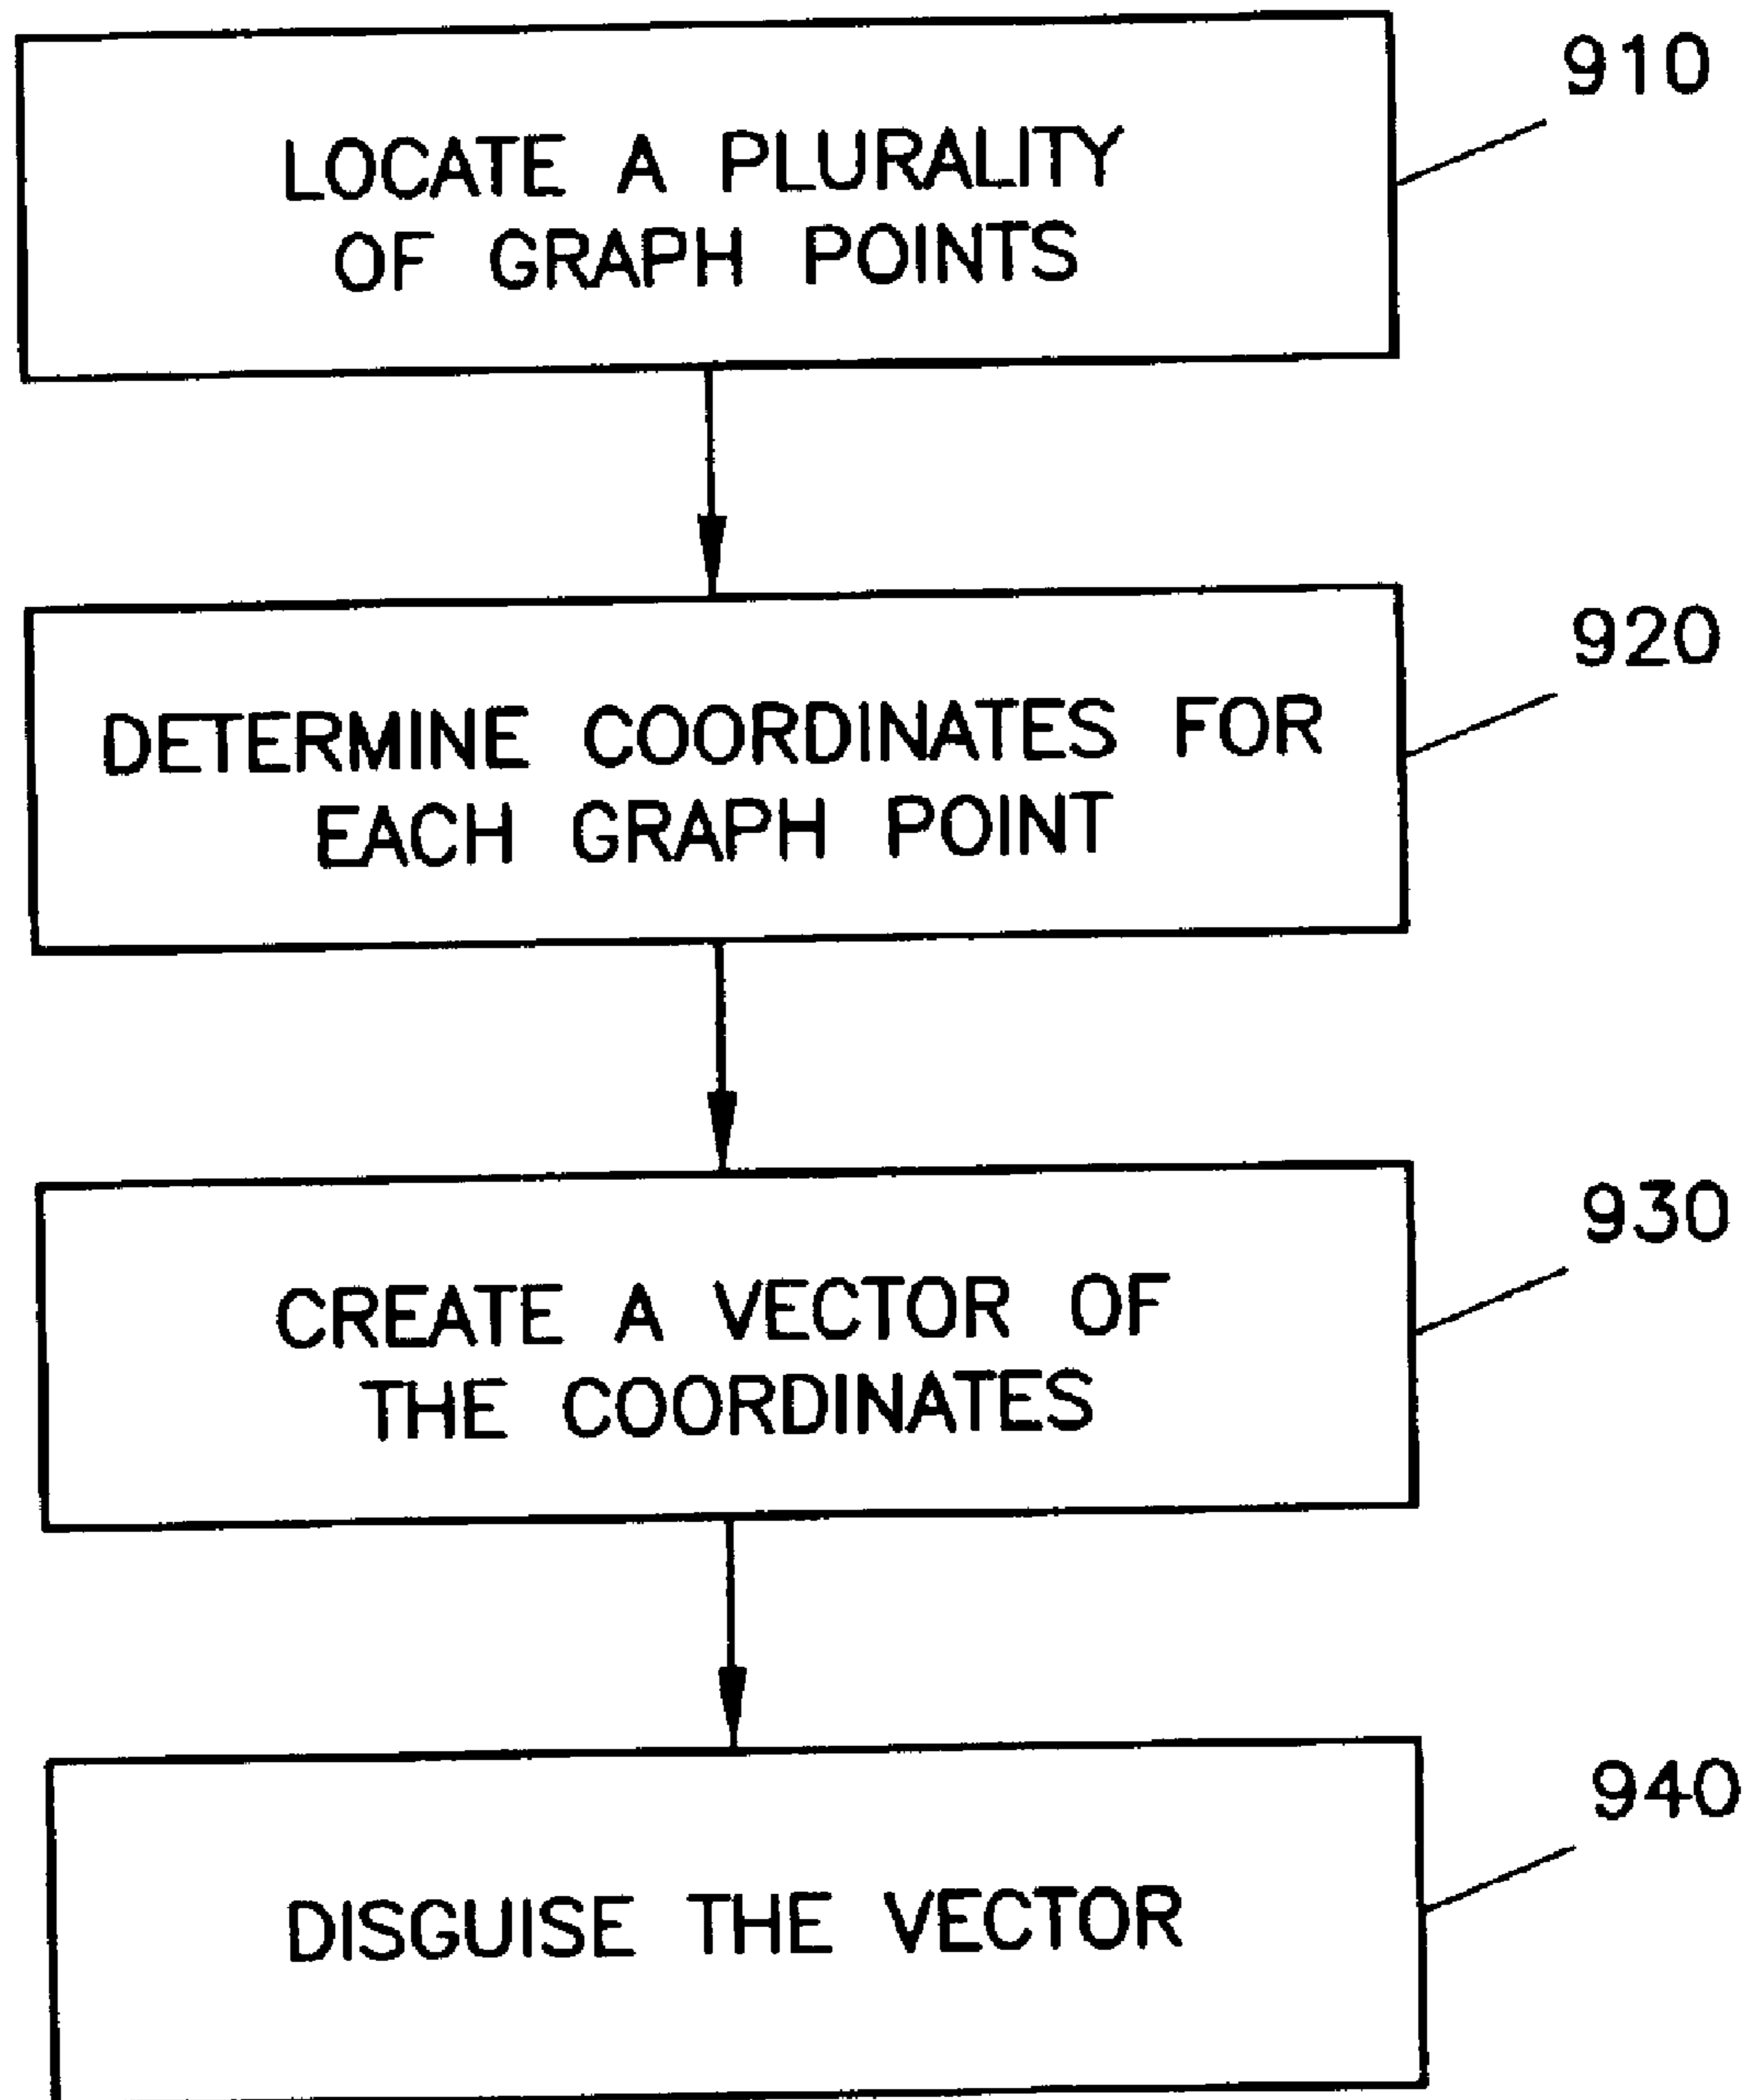 910
LOCATE A PLURALITY
OF GRAPH POINTS
920
DETERMINE COORDINATES FOR
EACH GRAPH POINT
930
CREATE A VECTOR OF
THE COORDINATES
940
DISGUISE THE VECTOR